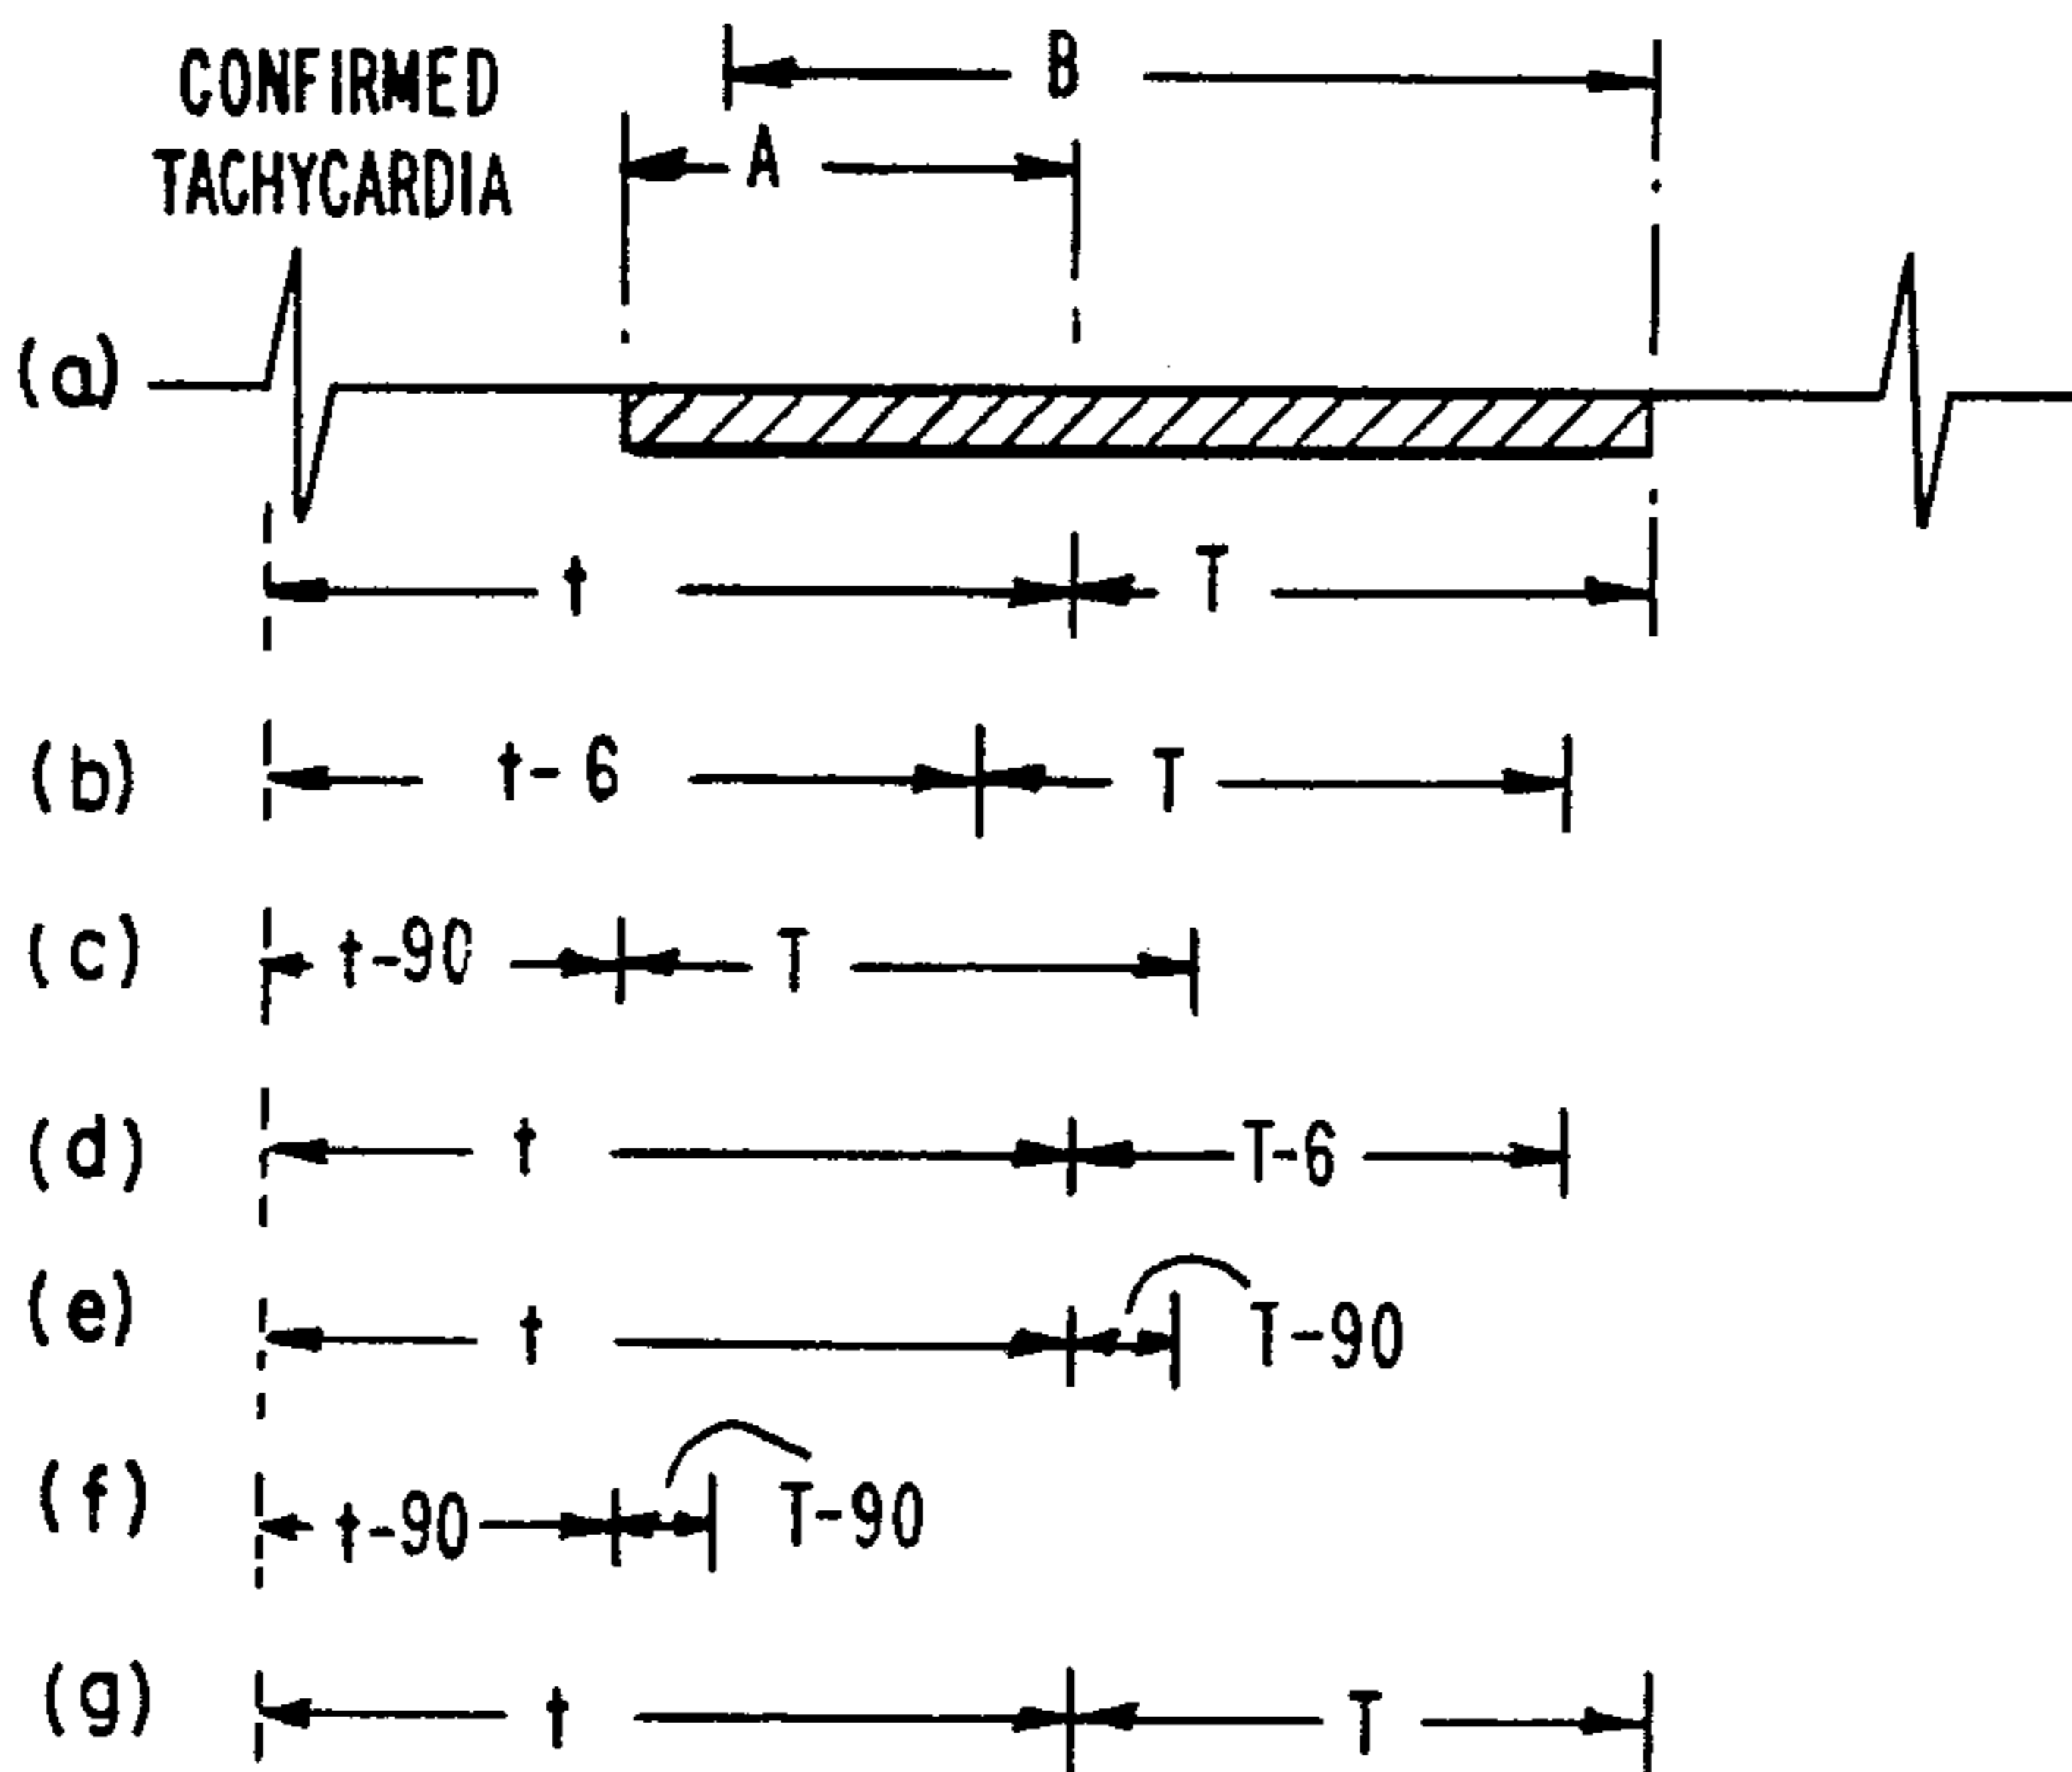 CONFIRMED
TACHYCARDIA
B
A
(a)
t T
(b) t-6 T
(c) t-90 T
(d) t T-6
(e) t T-90
(f) t-90 T-90
(g) t T